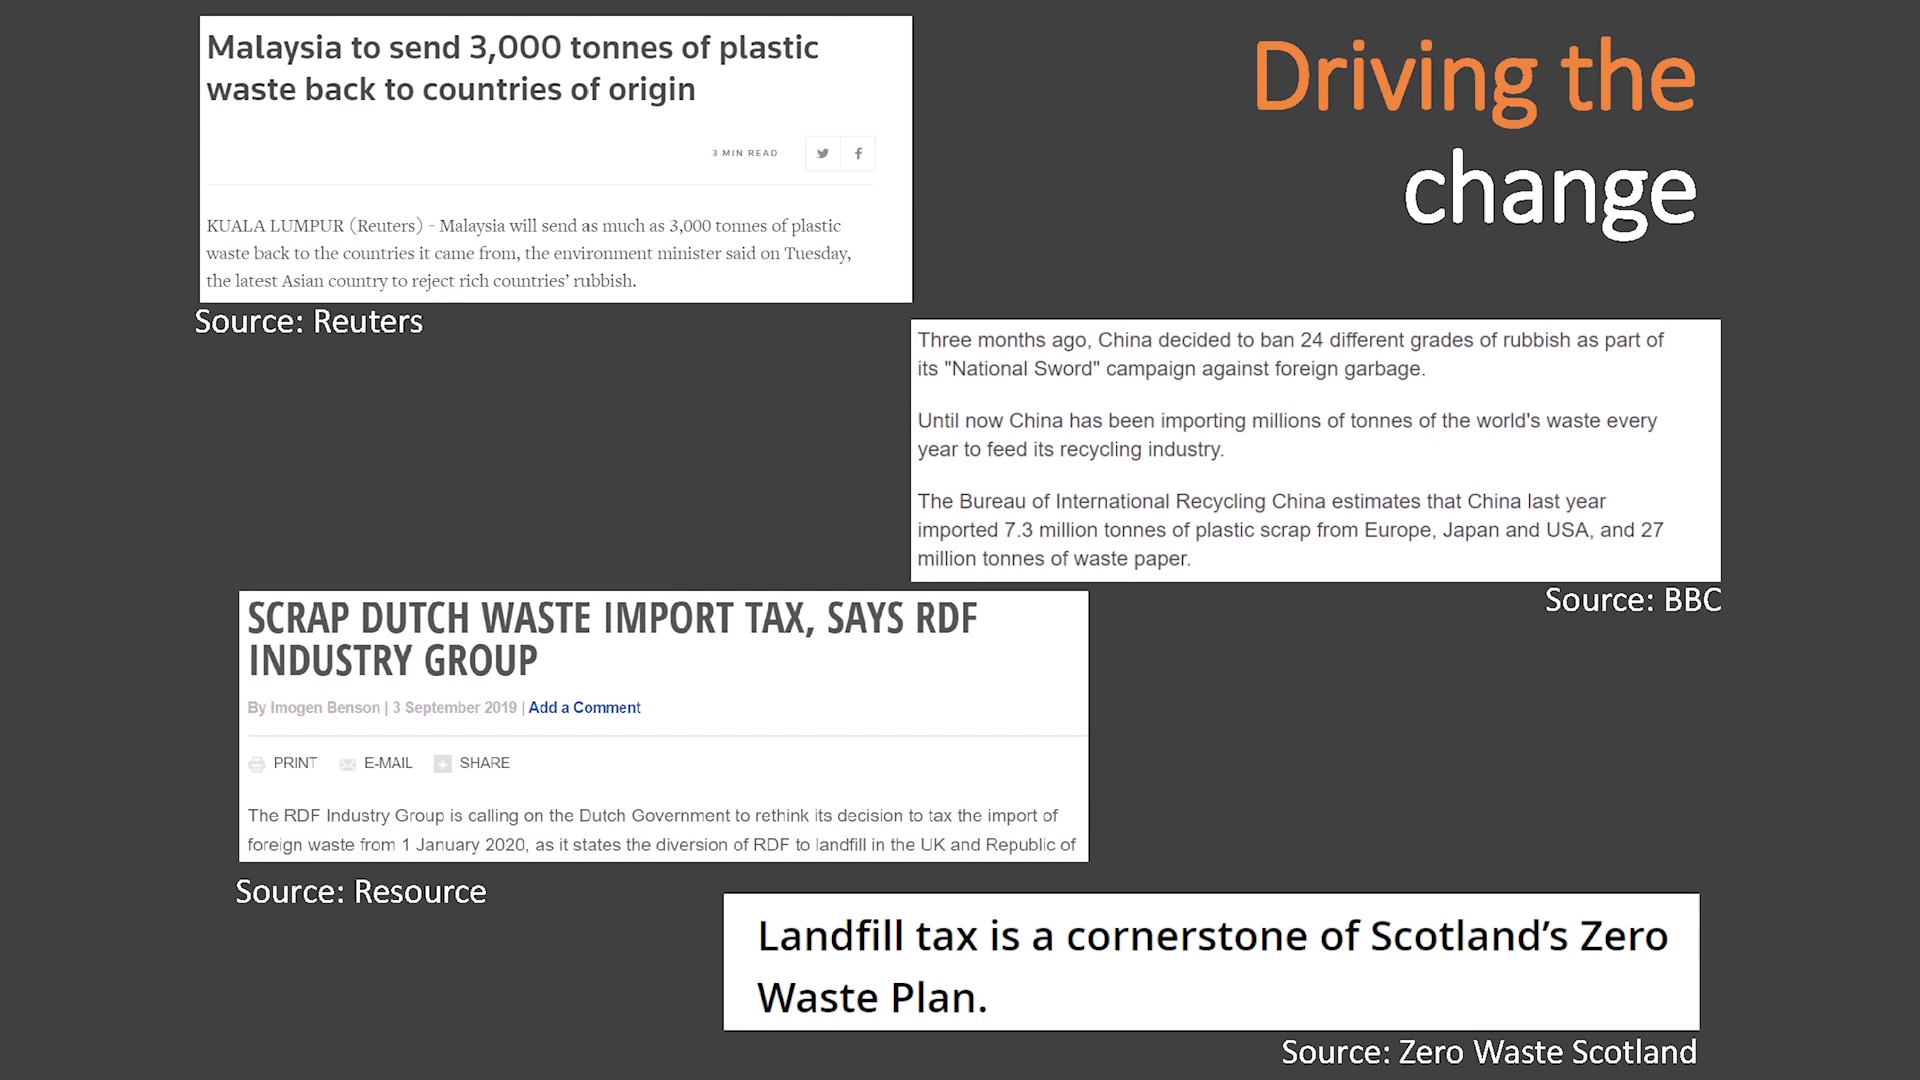 Driving the
change
Malaysia to send 3,000 tonnes of plastic
waste back to countries of origin
3 MIN READ
KUALA LUMPUR (Reuters) - Malaysia will send as much as 3,000 tonnes of plastic
waste back to the countries it came from, the environment minister said on Tuesday,
the latest Asian country to reject rich countries’ rubbish.
Source: Reuters
Three months ago, China decided to ban 24 different grades of rubbish as part of
its "National Sword" campaign against foreign garbage.
Until now China has been importing millions of tonnes of the world's waste every
year to feed its recycling industry.
The Bureau of International Recycling China estimates that China last year
imported 7.3 million tonnes of plastic scrap from Europe, Japan and USA, and 27
million tonnes of waste paper.
Source: BBC
SCRAP DUTCH WASTE IMPORT TAX, SAYS RDF
INDUSTRY GROUP
By Imogen Benson | 3 September 2019 | Add a Comment
PRINT E-MAIL SHARE
The RDF Industry Group is calling on the Dutch Government to rethink its decision to tax the import of
foreign waste from 1 January 2020, as it states the diversion of RDF to landfill in the UK and Republic of
Source: Resource
Landfill tax is a cornerstone of Scotland’s Zero
Waste Plan.
Source: Zero Waste Scotland